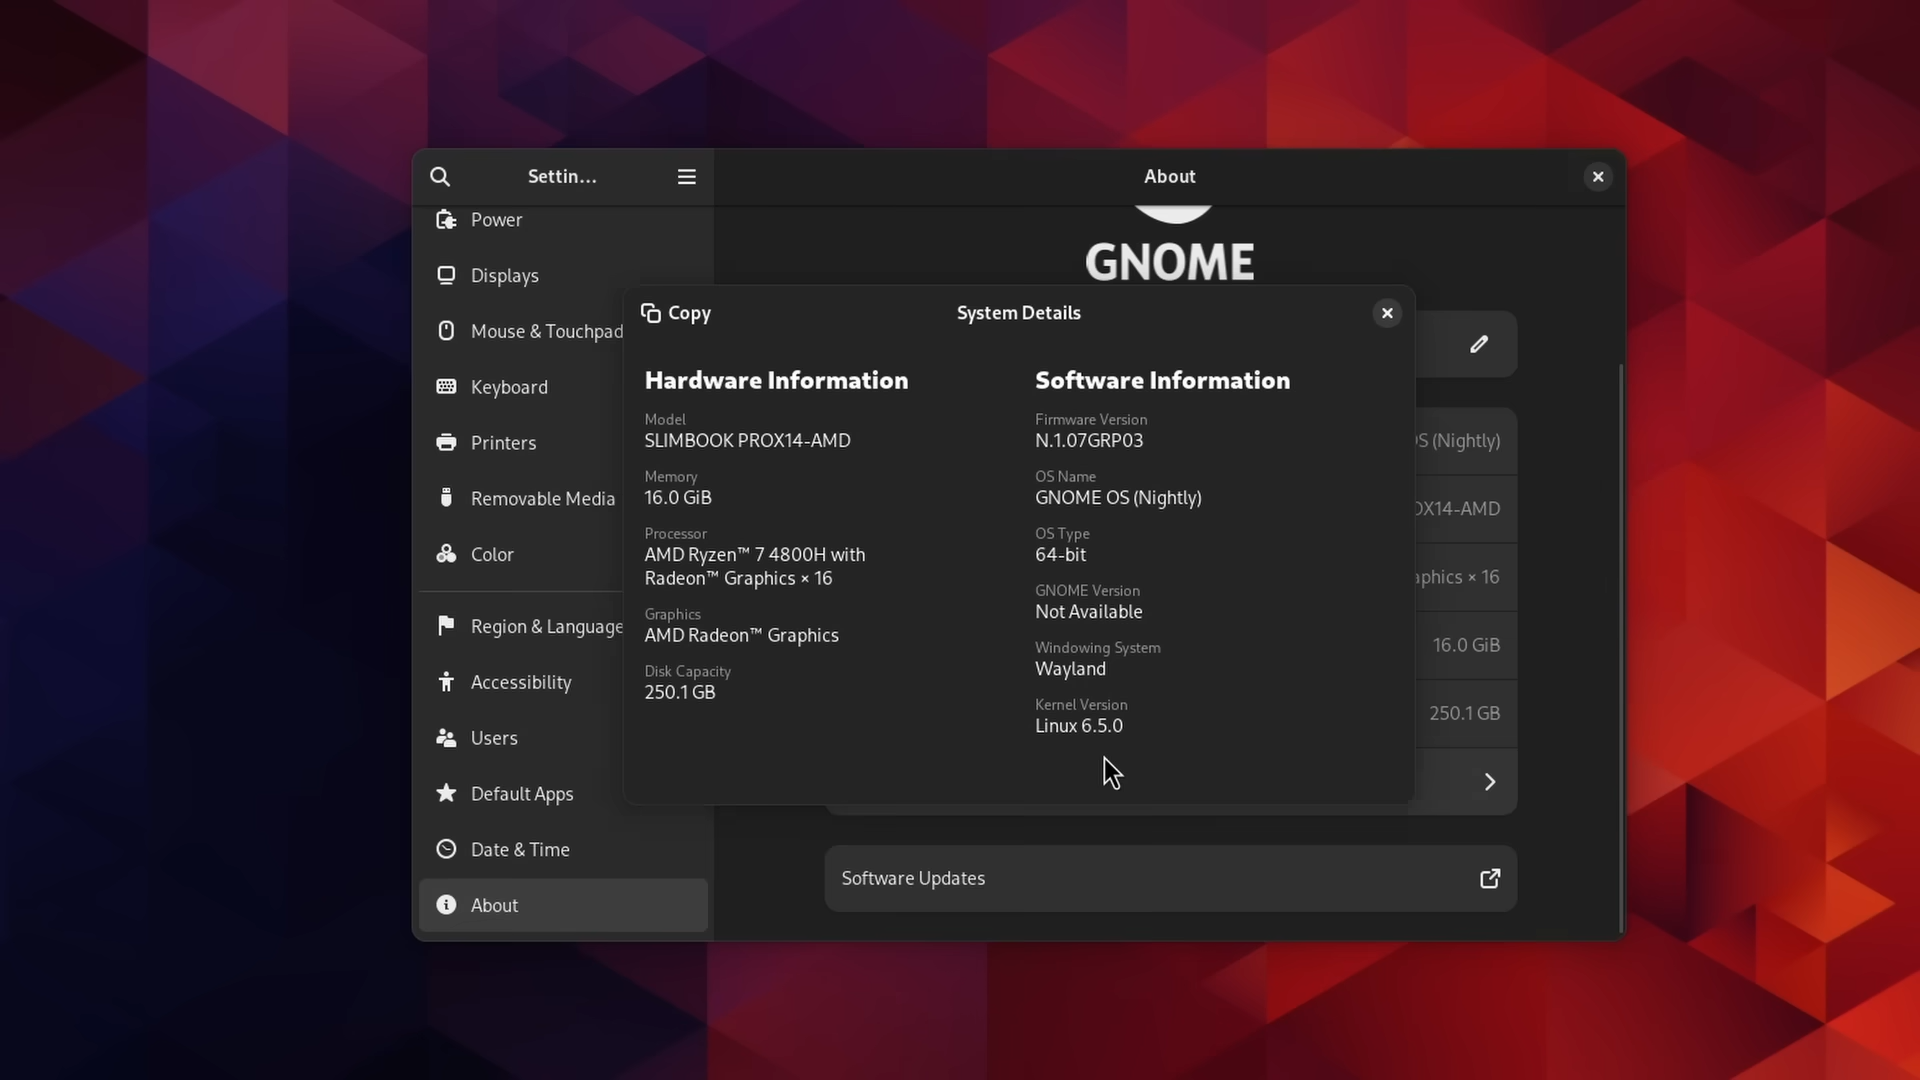 Settin...
About
Power
Displays
Mouse & Touchpad
Keyboard
Printers
Removable Media
Color
Region & Language
Accessibility
Users
Default Apps
Date & Time
About
GNOME
Copy
System Details
Hardware Information
Model
SLIMBOOK PROX14-AMD
Memory
16.0 GiB
Processor
AMD Ryzen™ 7 4800H with
Radeon™ Graphics × 16
Graphics
AMD Radeon™ Graphics
Disk Capacity
250.1 GB
Software Information
Firmware Version
N.1.07GRP03
OS Name
GNOME OS (Nightly)
OS Type
64-bit
GNOME Version
Not Available
Windowing System
Wayland
Kernel Version
Linux 6.5.0
OS (Nightly)
OX14-AMD
aphics × 16
16.0 GiB
250.1 GB
Software Updates